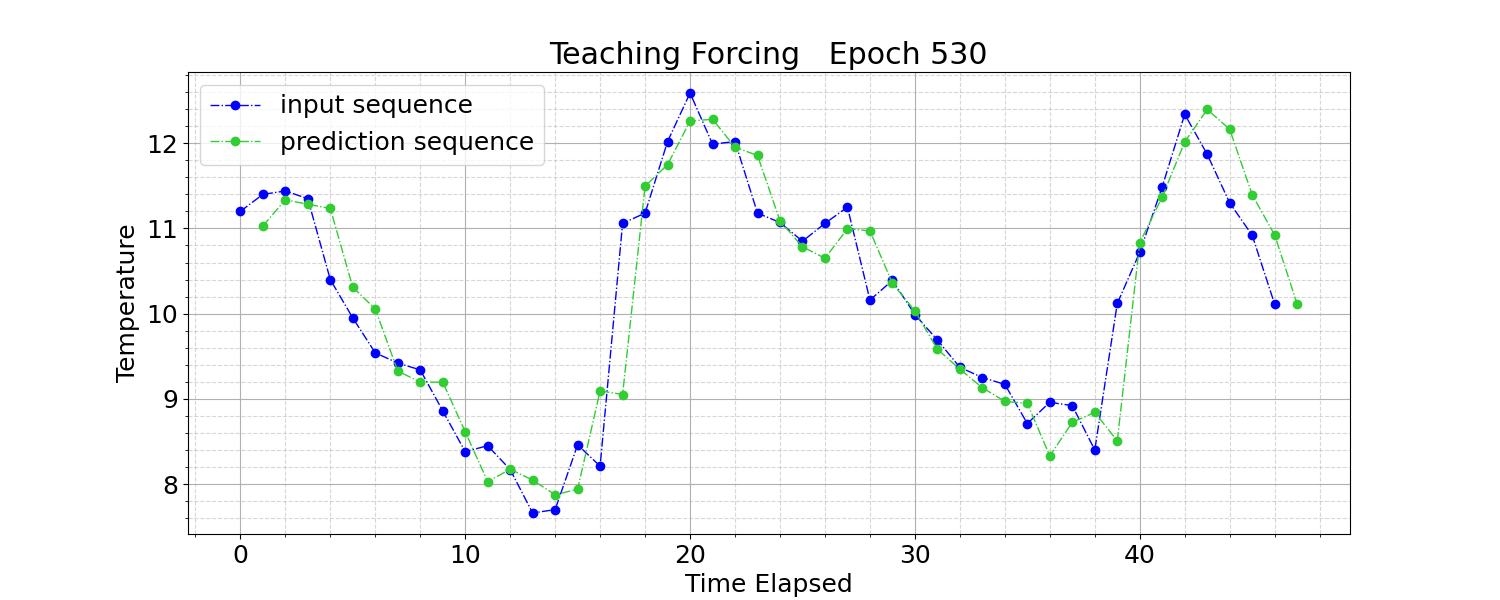 Teaching Forcing   Epoch 530
input sequence
prediction sequence
Temperature
12
11
10
9
8
0 10 20 30 40
Time Elapsed